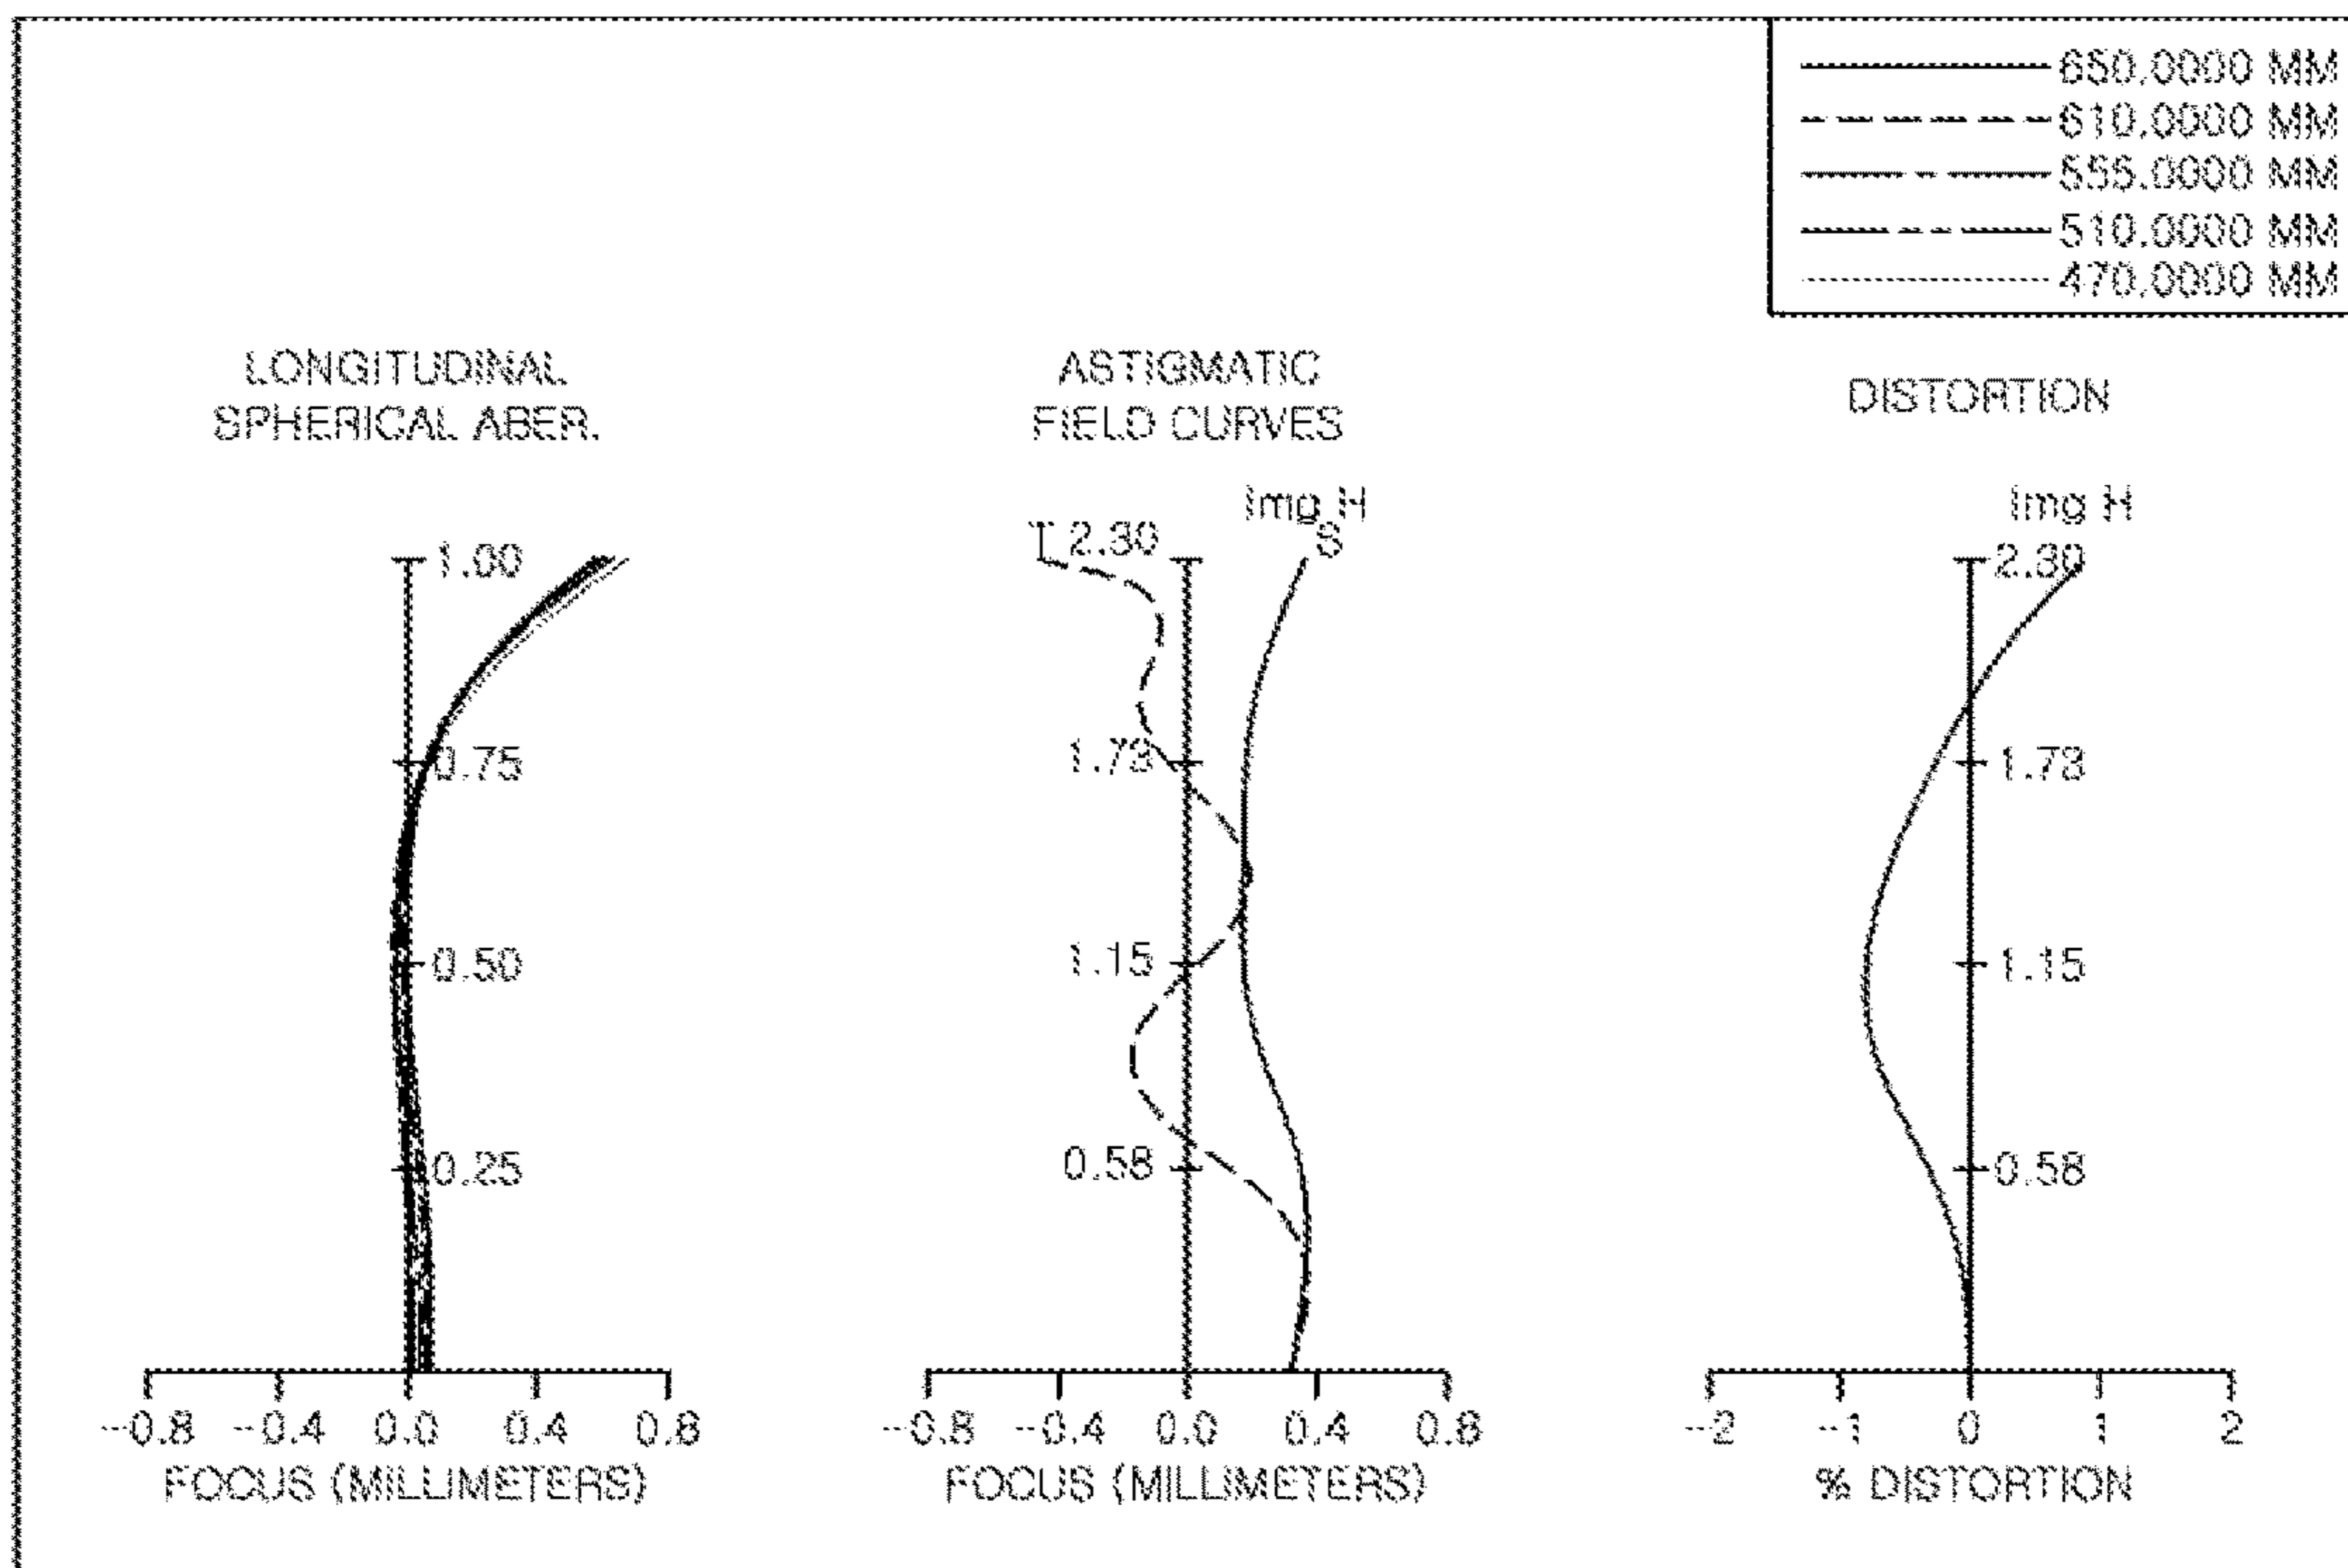 650.0000 MM
610.0000 MM
555.0000 MM
510.0000 MM
470.0000 MM
LONGITUDINAL
SPHERICAL ABER.
1.00
0.75
0.50
0.25
-0.8 -0.4 0.0 0.4 0.8
FOCUS (MILLIMETERS)
ASTIGMATIC
FIELD CURVES
Img H
T 2.30 S
1.73
1.15
0.58
-0.8 -0.4 0.0 0.4 0.8
FOCUS (MILLIMETERS)
DISTORTION
Img H
2.30
1.73
1.15
0.58
-2 -1 0 1 2
% DISTORTION